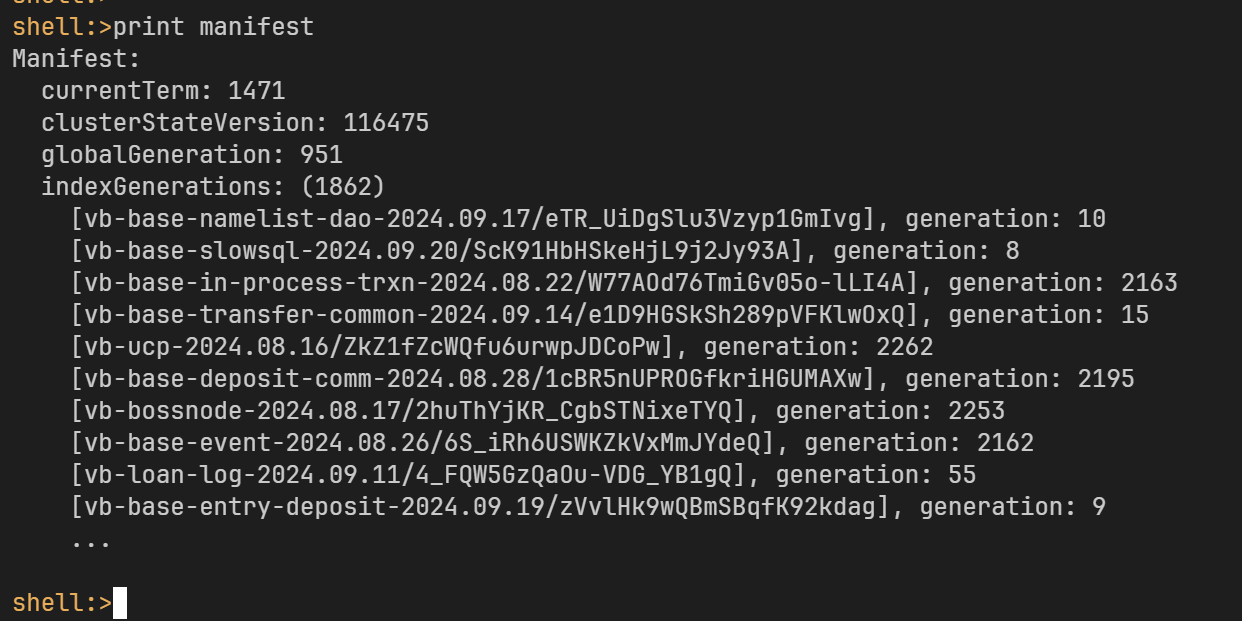 shell:>
shell:>print manifest
Manifest:
currentTerm: 1471
clusterStateVersion: 116475
globalGeneration: 951
indexGenerations: (1862)
[vb-base-namelist-dao-2024.09.17/eTR_UiDgSlu3Vzyp1GmIvg], generation: 10
[vb-base-slowsql-2024.09.20/ScK91HbHSkeHjL9j2Jy93A], generation: 8
[vb-base-in-process-trxn-2024.08.22/W77AOd76TmiGv05o-lLI4A], generation: 2163
[vb-base-transfer-common-2024.09.14/e1D9HGSkSh289pVFKlwOxQ], generation: 15
[vb-ucp-2024.08.16/ZkZ1fZcWQfu6urwpJDCoPw], generation: 2262
[vb-base-deposit-comm-2024.08.28/1cBR5nUPROGfkriHGUMAXw], generation: 2195
[vb-bossnode-2024.08.17/2huThYjKR_CgbSTNixeTYQ], generation: 2253
[vb-base-event-2024.08.26/6S_iRh6USWKZkVxMmJYdeQ], generation: 2162
[vb-loan-log-2024.09.11/4_FQW5GzQaOu-VDG_YB1gQ], generation: 55
[vb-base-entry-deposit-2024.09.19/zVvlHk9wQBmSBqfK92kdag], generation: 9
...
shell:>